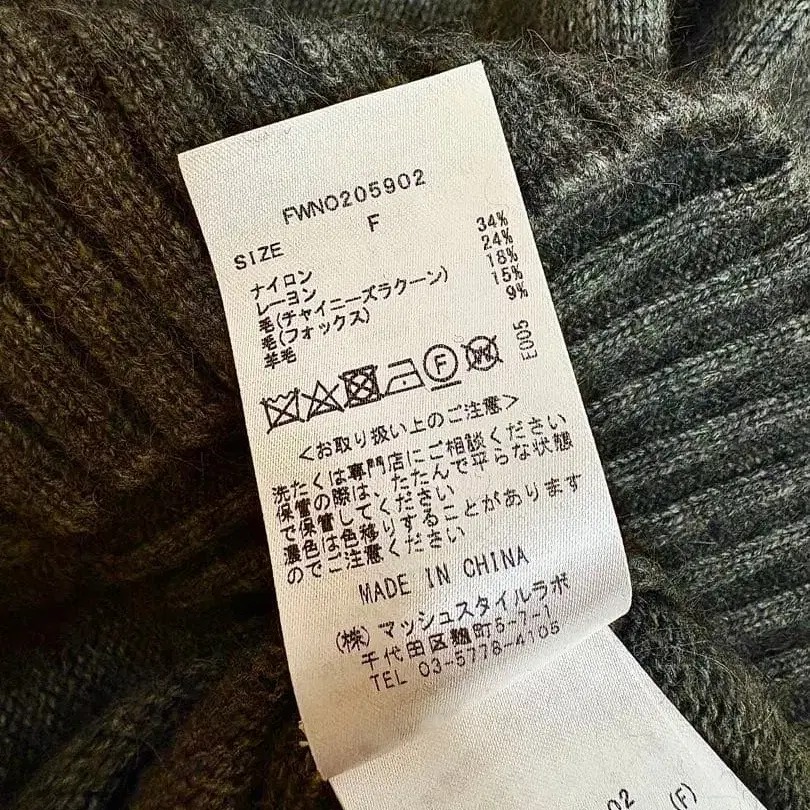 FWNO205902
SIZE F
ナイロン 34%
レーヨン 24%
毛(チャイニーズラクーン) 18%
毛(フォックス) 15%
羊毛 9%
F W E005
<お取り扱い上のご注意>
洗たくは専門店にご相談ください
保管の際は、たたんで平らな状態
で保管してください
濃色は色移りすることがあります
のでご注意ください
MADE IN CHINA
(株)マッシュスタイルラボ
千代田区麹町5-7-1
TEL 03-5778-4105
02 (F)